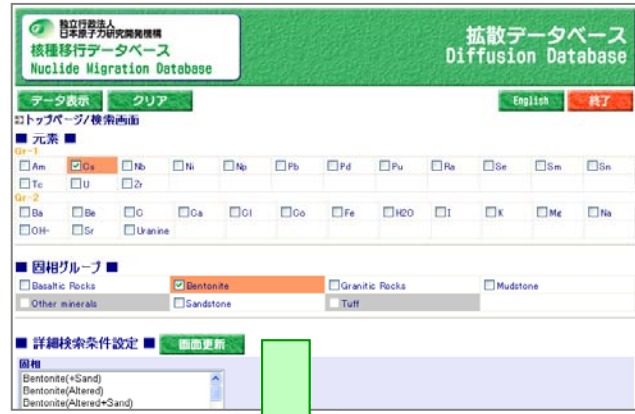 独立行政法人
日本原子力研究開発機構
核種移行データベース
Nuclide Migration Database
拡散データベース
Diffusion Database
データ表示 クリア English 終了
トップページ/検索画面
■ 元素 ■
Gr-1
Am Cs Nb Ni Np Pb Pd Pu Ra Se Sm Sn
Tc U Zr
Gr-2
Ba Be C Ca Cl Co Fe H2O I K Mg Na
OH- Sr Uranine
■ 固相グループ ■
Basaltic Rocks Bentonite Granitic Rocks Mudstone
Other minerals Sandstone Tuff
■ 詳細検索条件設定 ■ 画面更新
固相
Bentonite(+Sand)
Bentonite(Altered)
Bentonite(Altered+Sand)